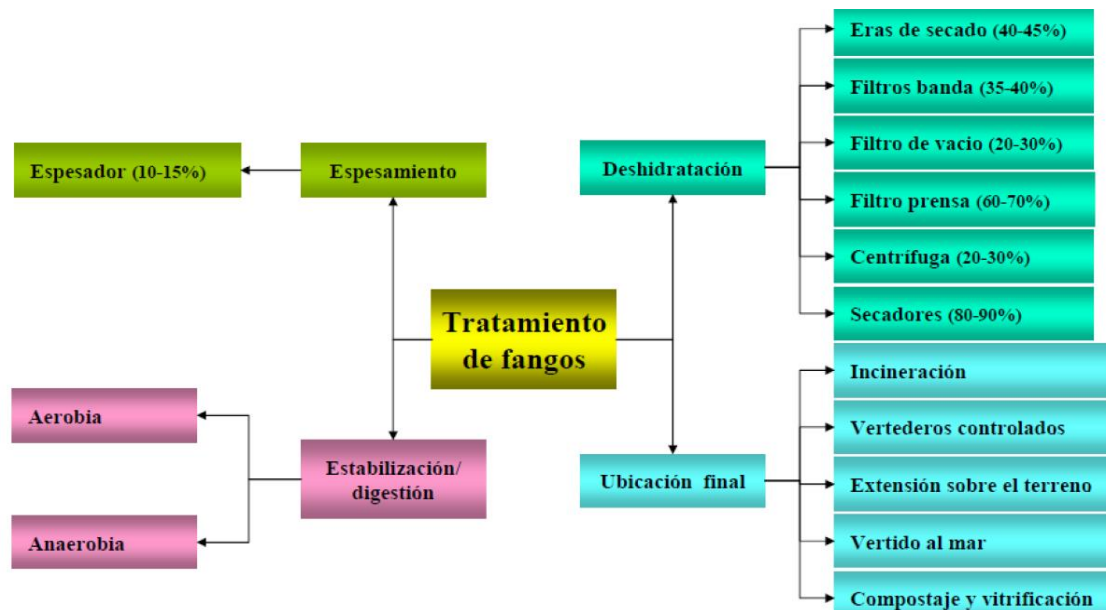 Eras de secado (40-45%)
Filtros banda (35-40%)
Filtro de vacio (20-30%)
Filtro prensa (60-70%)
Centrífuga (20-30%)
Secadores (80-90%)
Deshidratación
Espesador (10-15%)
Espesamiento
Tratamiento
de fangos
Aerobia
Anaerobia
Estabilización/
digestión
Ubicación final
Incineración
Vertederos controlados
Extensión sobre el terreno
Vertido al mar
Compostaje y vitrificación